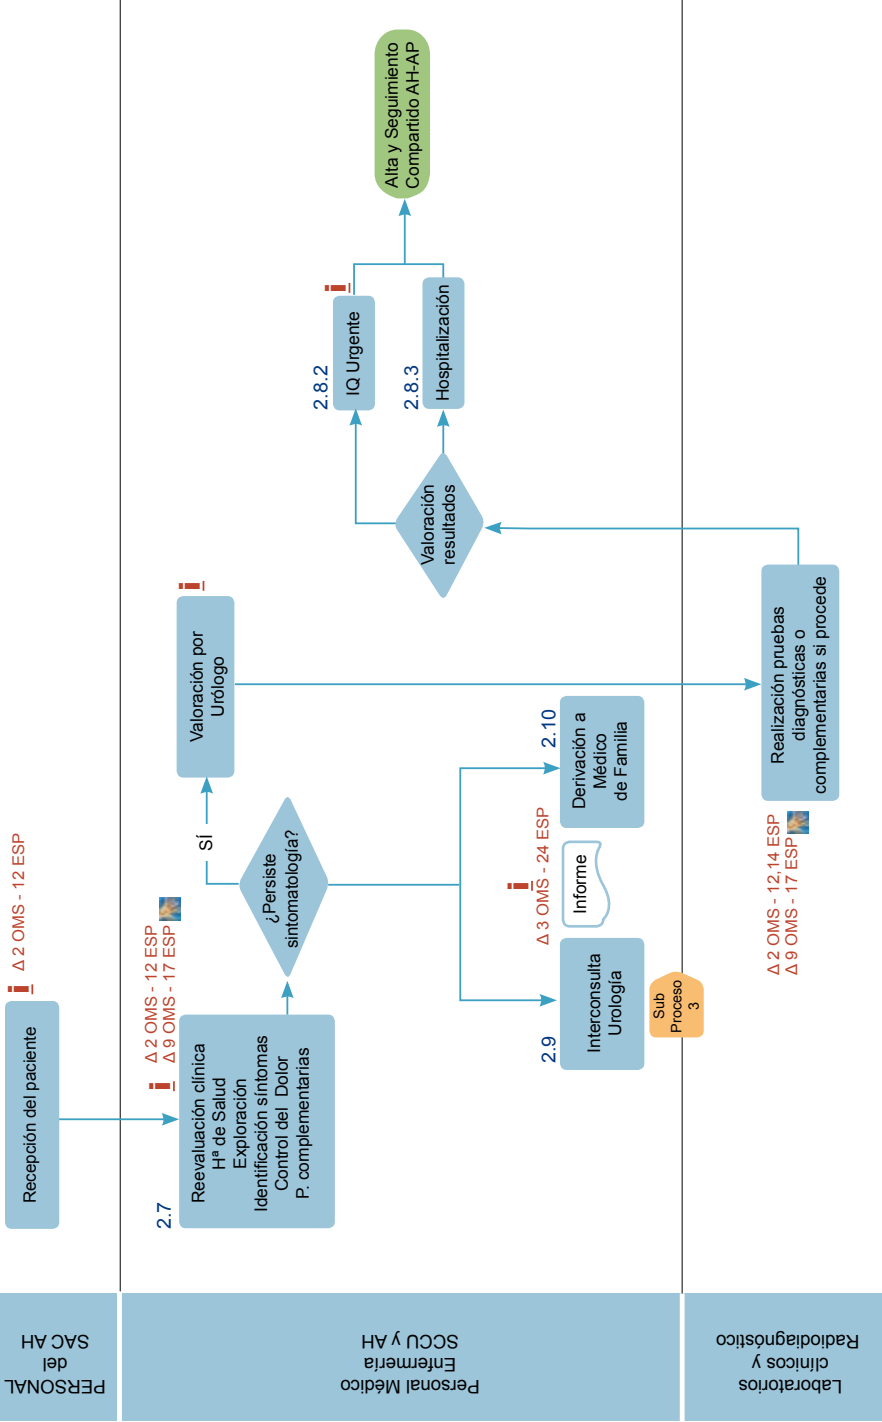 PERSONAL
del
SAC AH
Recepción del paciente
i
Δ 2 OMS - 12 ESP
Personal Médico
Enfermería
SCCU y AH
2.7
Reevaluación clínica
Hª de Salud
Exploración
Identificación síntomas
Control del Dolor
P. complementarias
i
Δ 2 OMS - 12 ESP
Δ 9 OMS - 17 ESP
¿Persiste
sintomatología?
SÍ
Valoración por
Urólogo
i
2.9
Interconsulta
Urología
Sub
Proceso
3
Informe
i
Δ 3 OMS - 24 ESP
2.10
Derivación a
Médico
de Familia
Valoración
resultados
2.8.2
IQ Urgente
i
2.8.3
Hospitalización
Alta y Seguimiento
Compartido AH-AP
Laboratorios
clínicos y
Radiodiagnóstico
Δ 2 OMS - 12,14 ESP
Δ 9 OMS - 17 ESP
Realización pruebas
diagnósticas o
complementarias si procede